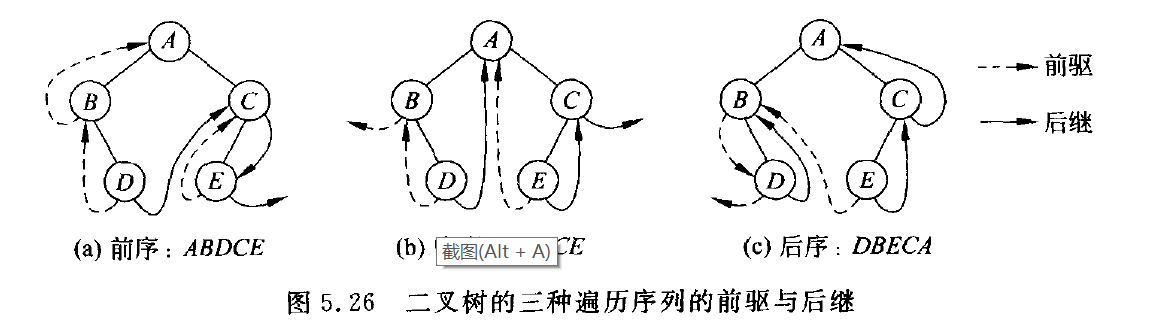 A A A
前驱
B C B C B C
后继
D E D E D E
(a) 前序：ABDCE (b) 截图(Alt + A) CE (c) 后序：DBECA
图 5.26 二叉树的三种遍历序列的前驱与后继